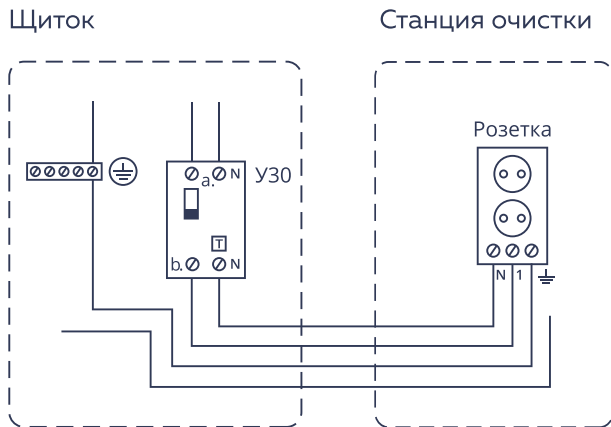 Щиток
Станция очистки
Розетка
a. N
УЗО
T
b. N
N 1